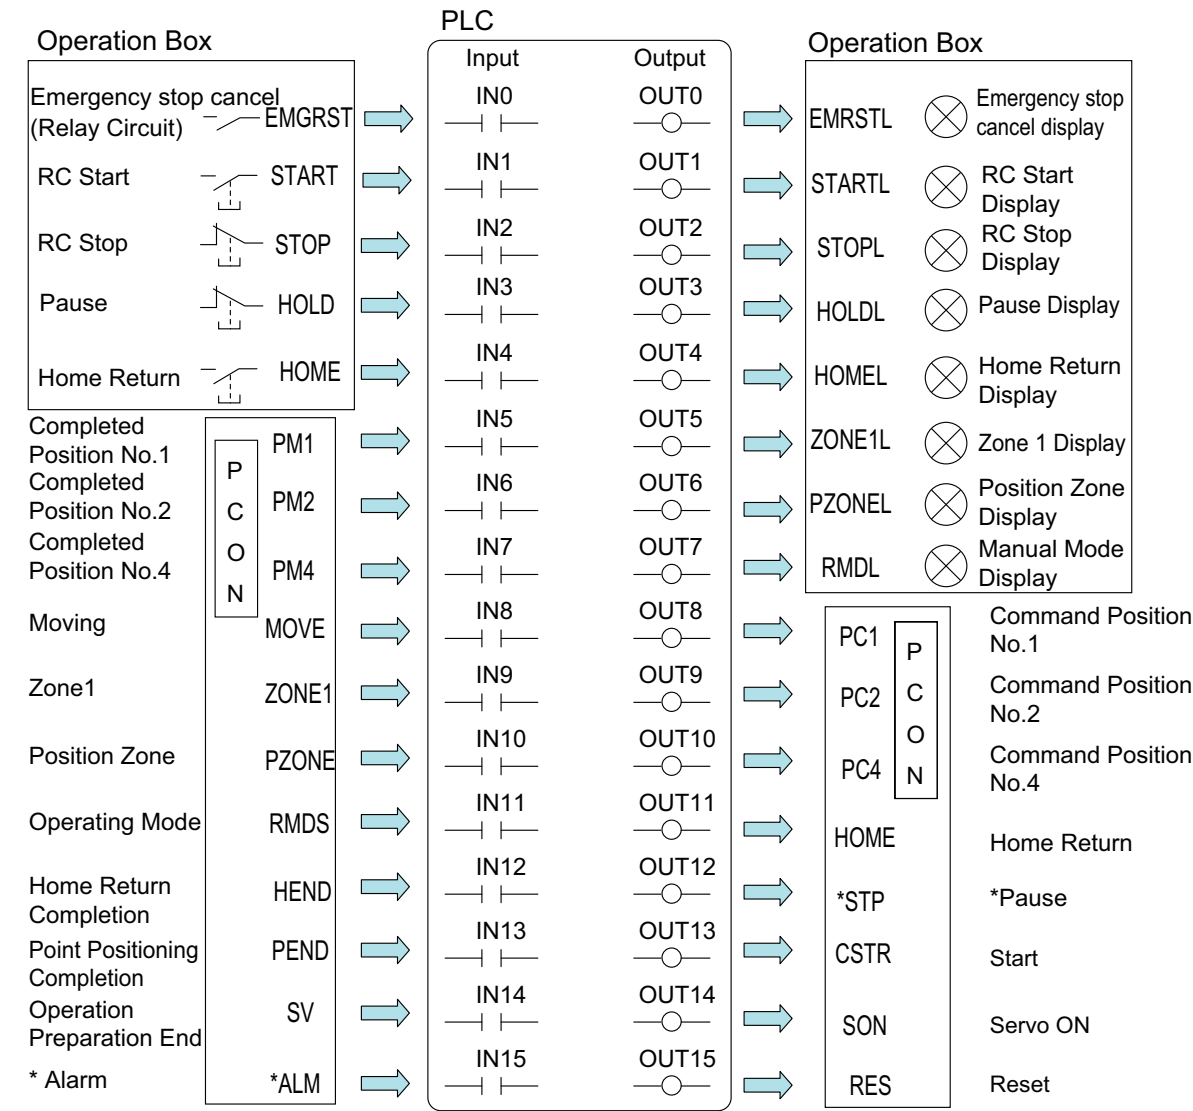 PLC
Operation Box
Operation Box
Input
Output
Emergency stop cancel
(Relay Circuit)
EMGRST
IN0
OUT0
EMRSTL
Emergency stop
cancel display
RC Start
START
IN1
OUT1
STARTL
RC Start
Display
RC Stop
STOP
IN2
OUT2
STOPL
RC Stop
Display
Pause
HOLD
IN3
OUT3
HOLDL
Pause Display
Home Return
HOME
IN4
OUT4
HOMEL
Home Return
Display
Completed
Position No.1
PM1
IN5
OUT5
ZONE1L
Zone 1 Display
Completed
Position No.2
P
C
O
N
PM2
IN6
OUT6
PZONEL
Position Zone
Display
Completed
Position No.4
PM4
IN7
OUT7
RMDL
Manual Mode
Display
Moving
MOVE
IN8
OUT8
PC1
P
C
O
N
Command Position
No.1
Zone1
ZONE1
IN9
OUT9
PC2
Command Position
No.2
Position Zone
PZONE
IN10
OUT10
PC4
Command Position
No.4
Operating Mode
RMDS
IN11
OUT11
HOME
Home Return
Home Return
Completion
HEND
IN12
OUT12
*STP
*Pause
Point Positioning
Completion
PEND
IN13
OUT13
CSTR
Start
Operation
Preparation End
SV
IN14
OUT14
SON
Servo ON
* Alarm
*ALM
IN15
OUT15
RES
Reset